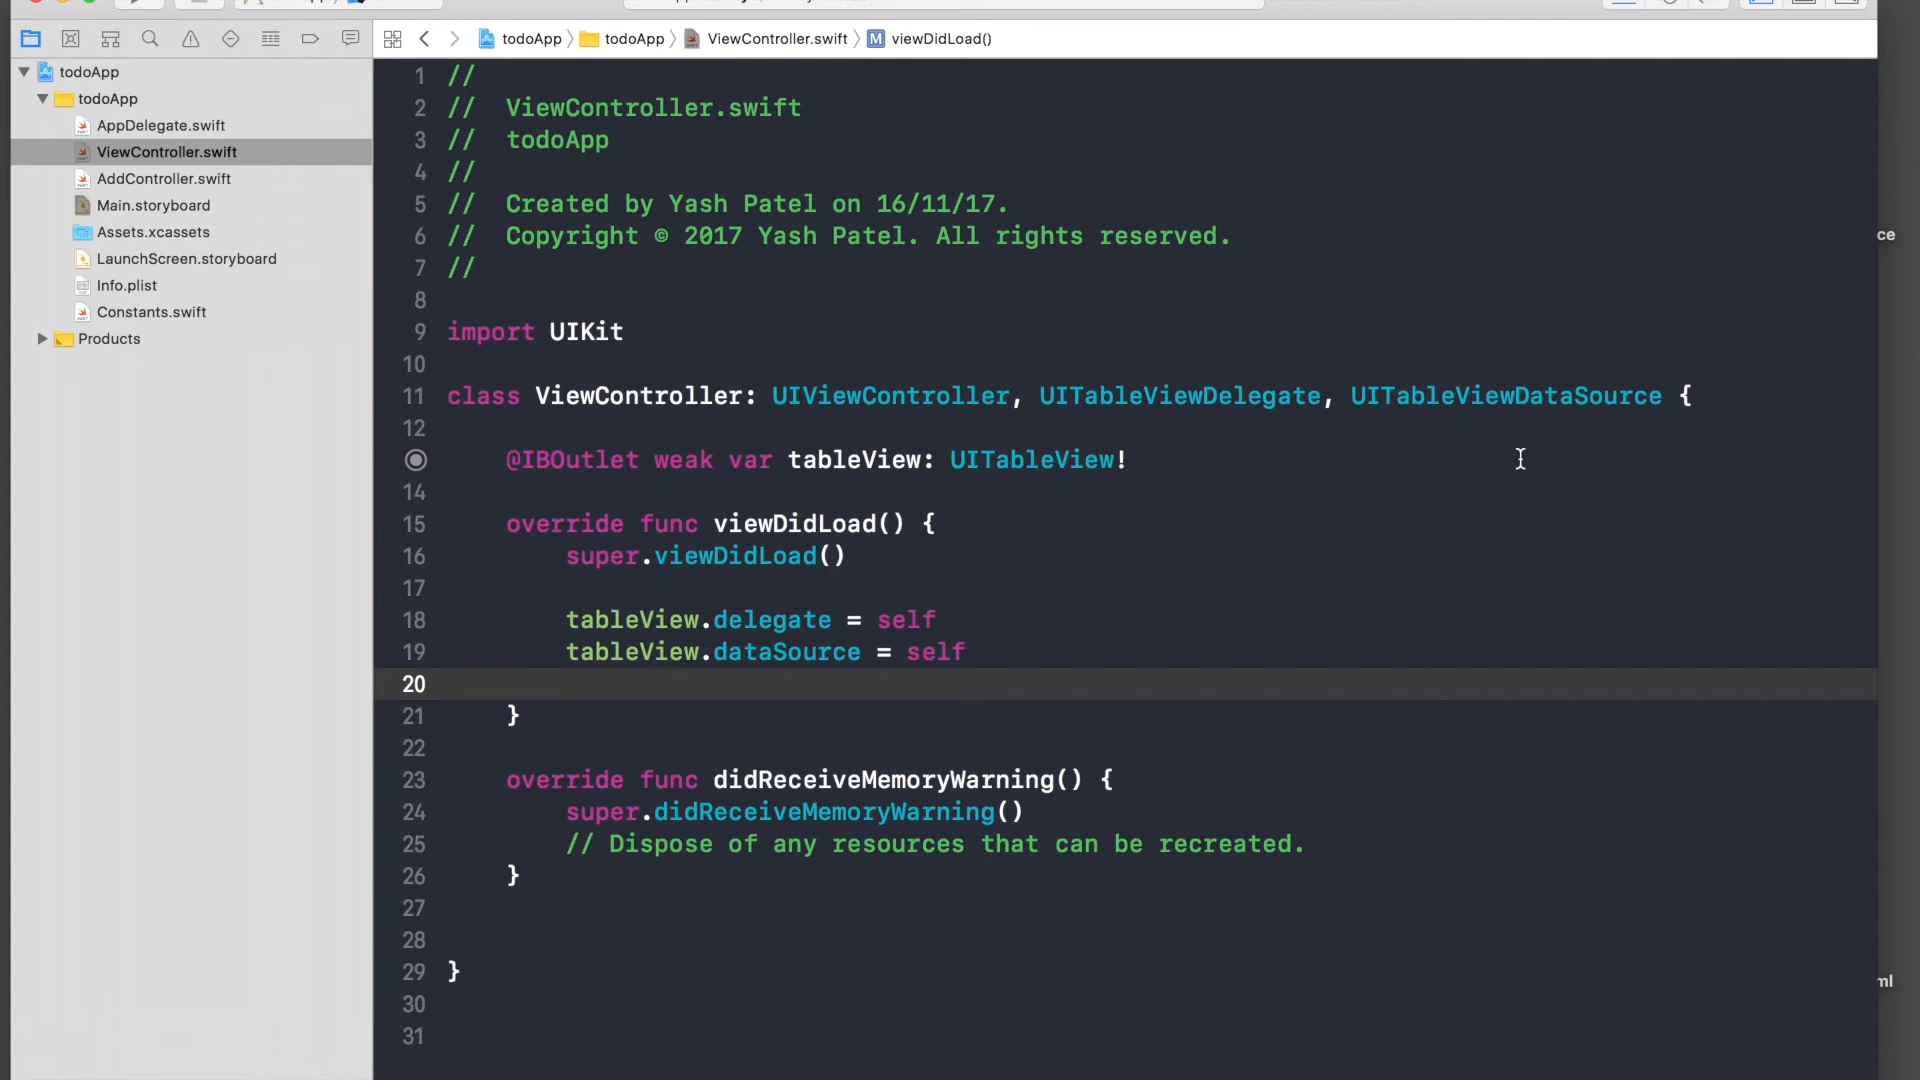 todoApp
todoApp
ViewController.swift
viewDidLoad()
todoApp
todoApp
AppDelegate.swift
ViewController.swift
AddController.swift
Main.storyboard
Assets.xcassets
LaunchScreen.storyboard
Info.plist
Constants.swift
Products
1 //
2 //  ViewController.swift
3 //  todoApp
4 //
5 //  Created by Yash Patel on 16/11/17.
6 //  Copyright © 2017 Yash Patel. All rights reserved.
7 //
8
9 import UIKit
10
11 class ViewController: UIViewController, UITableViewDelegate, UITableViewDataSource {
12
@IBOutlet weak var tableView: UITableView!
14
15     override func viewDidLoad() {
16         super.viewDidLoad()
17
18         tableView.delegate = self
19         tableView.dataSource = self
20
21     }
22
23     override func didReceiveMemoryWarning() {
24         super.didReceiveMemoryWarning()
25         // Dispose of any resources that can be recreated.
26     }
27
28
29 }
30
31
ce
ml